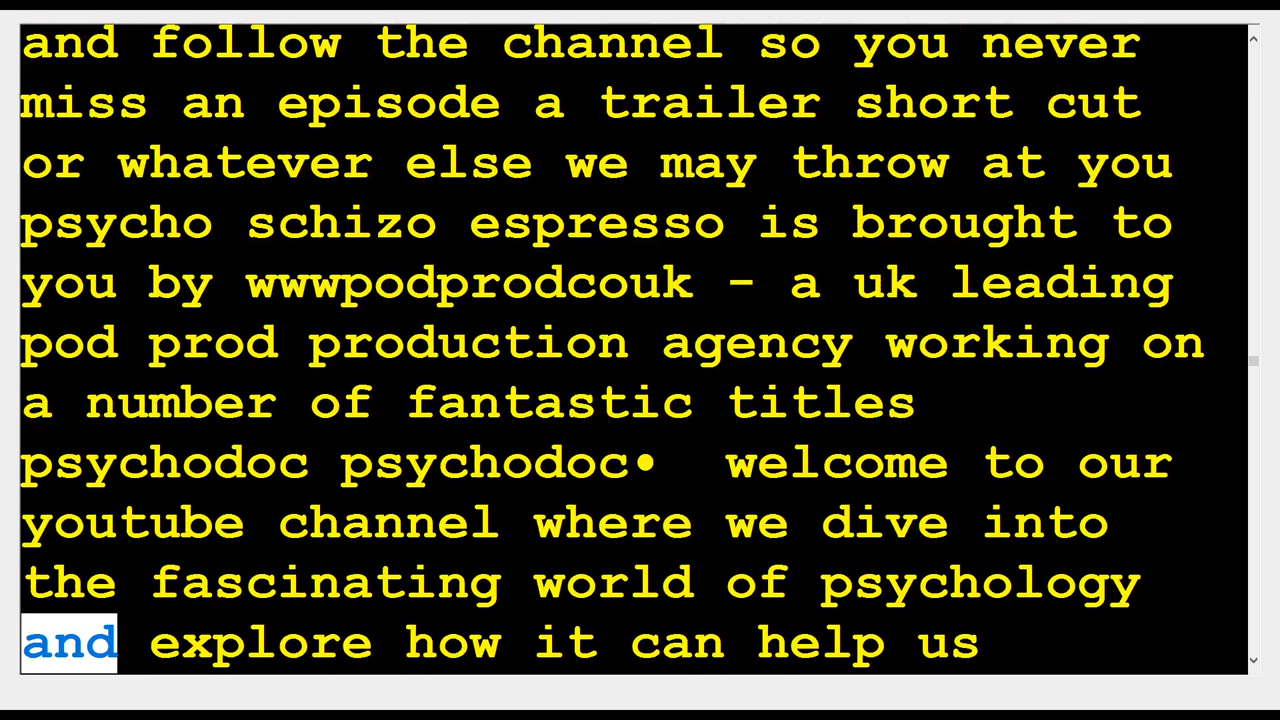 and follow the channel so you never
miss an episode a trailer short cut
or whatever else we may throw at you
psycho schizo espresso is brought to
you by wwwpodprodcouk - a uk leading
pod prod production agency working on
a number of fantastic titles
psychodoc psychodoc•  welcome to our
youtube channel where we dive into
the fascinating world of psychology
and explore how it can help us